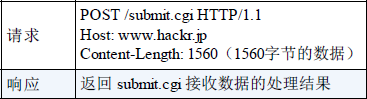 请求
POST /submit.cgi HTTP/1.1
Host: www.hackr.jp
Content-Length: 1560（1560字节的数据）
响应
返回 submit.cgi 接收数据的处理结果